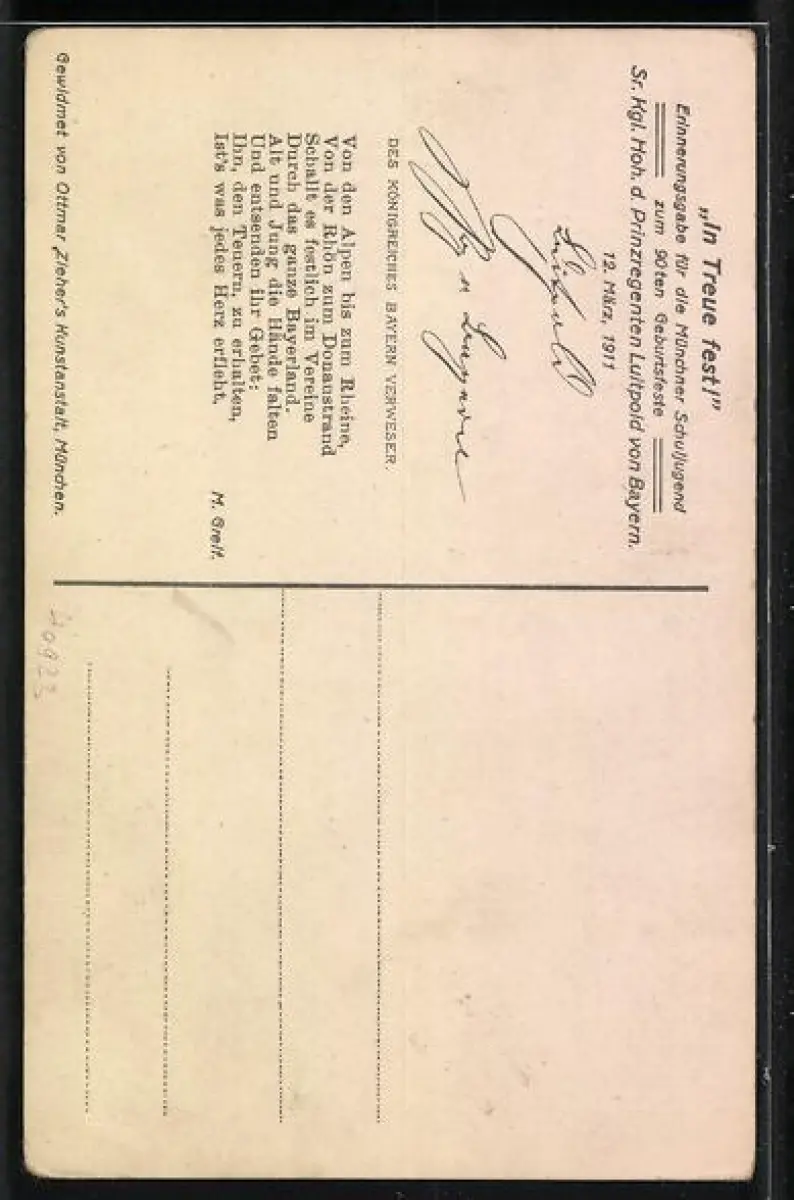 „In Treue fest!"
Erinnerungsgabe für die Münchner Schuljugend
zum 90ten Geburtsfeste
Sr. Kgl. Hoh. d. Prinzregenten Luitpold von Bayern.
12. März, 1911
Luitpold
DES KÖNIGREICHES BAYERN VERWESER.
Von den Alpen bis zum Rheine,
Von der Rhön zum Donaustrand
Schallt es festlich im Vereine
Durch das ganze Bayerland.
Alt und Jung die Hände falten
Und entsenden ihr Gebet:
Ihn, den Teuern, zu erhalten,
Ist's was jedes Herz erfleht.
M. Greif.
Gewidmet von Ottmar Zieher's Kunstanstalt, München.